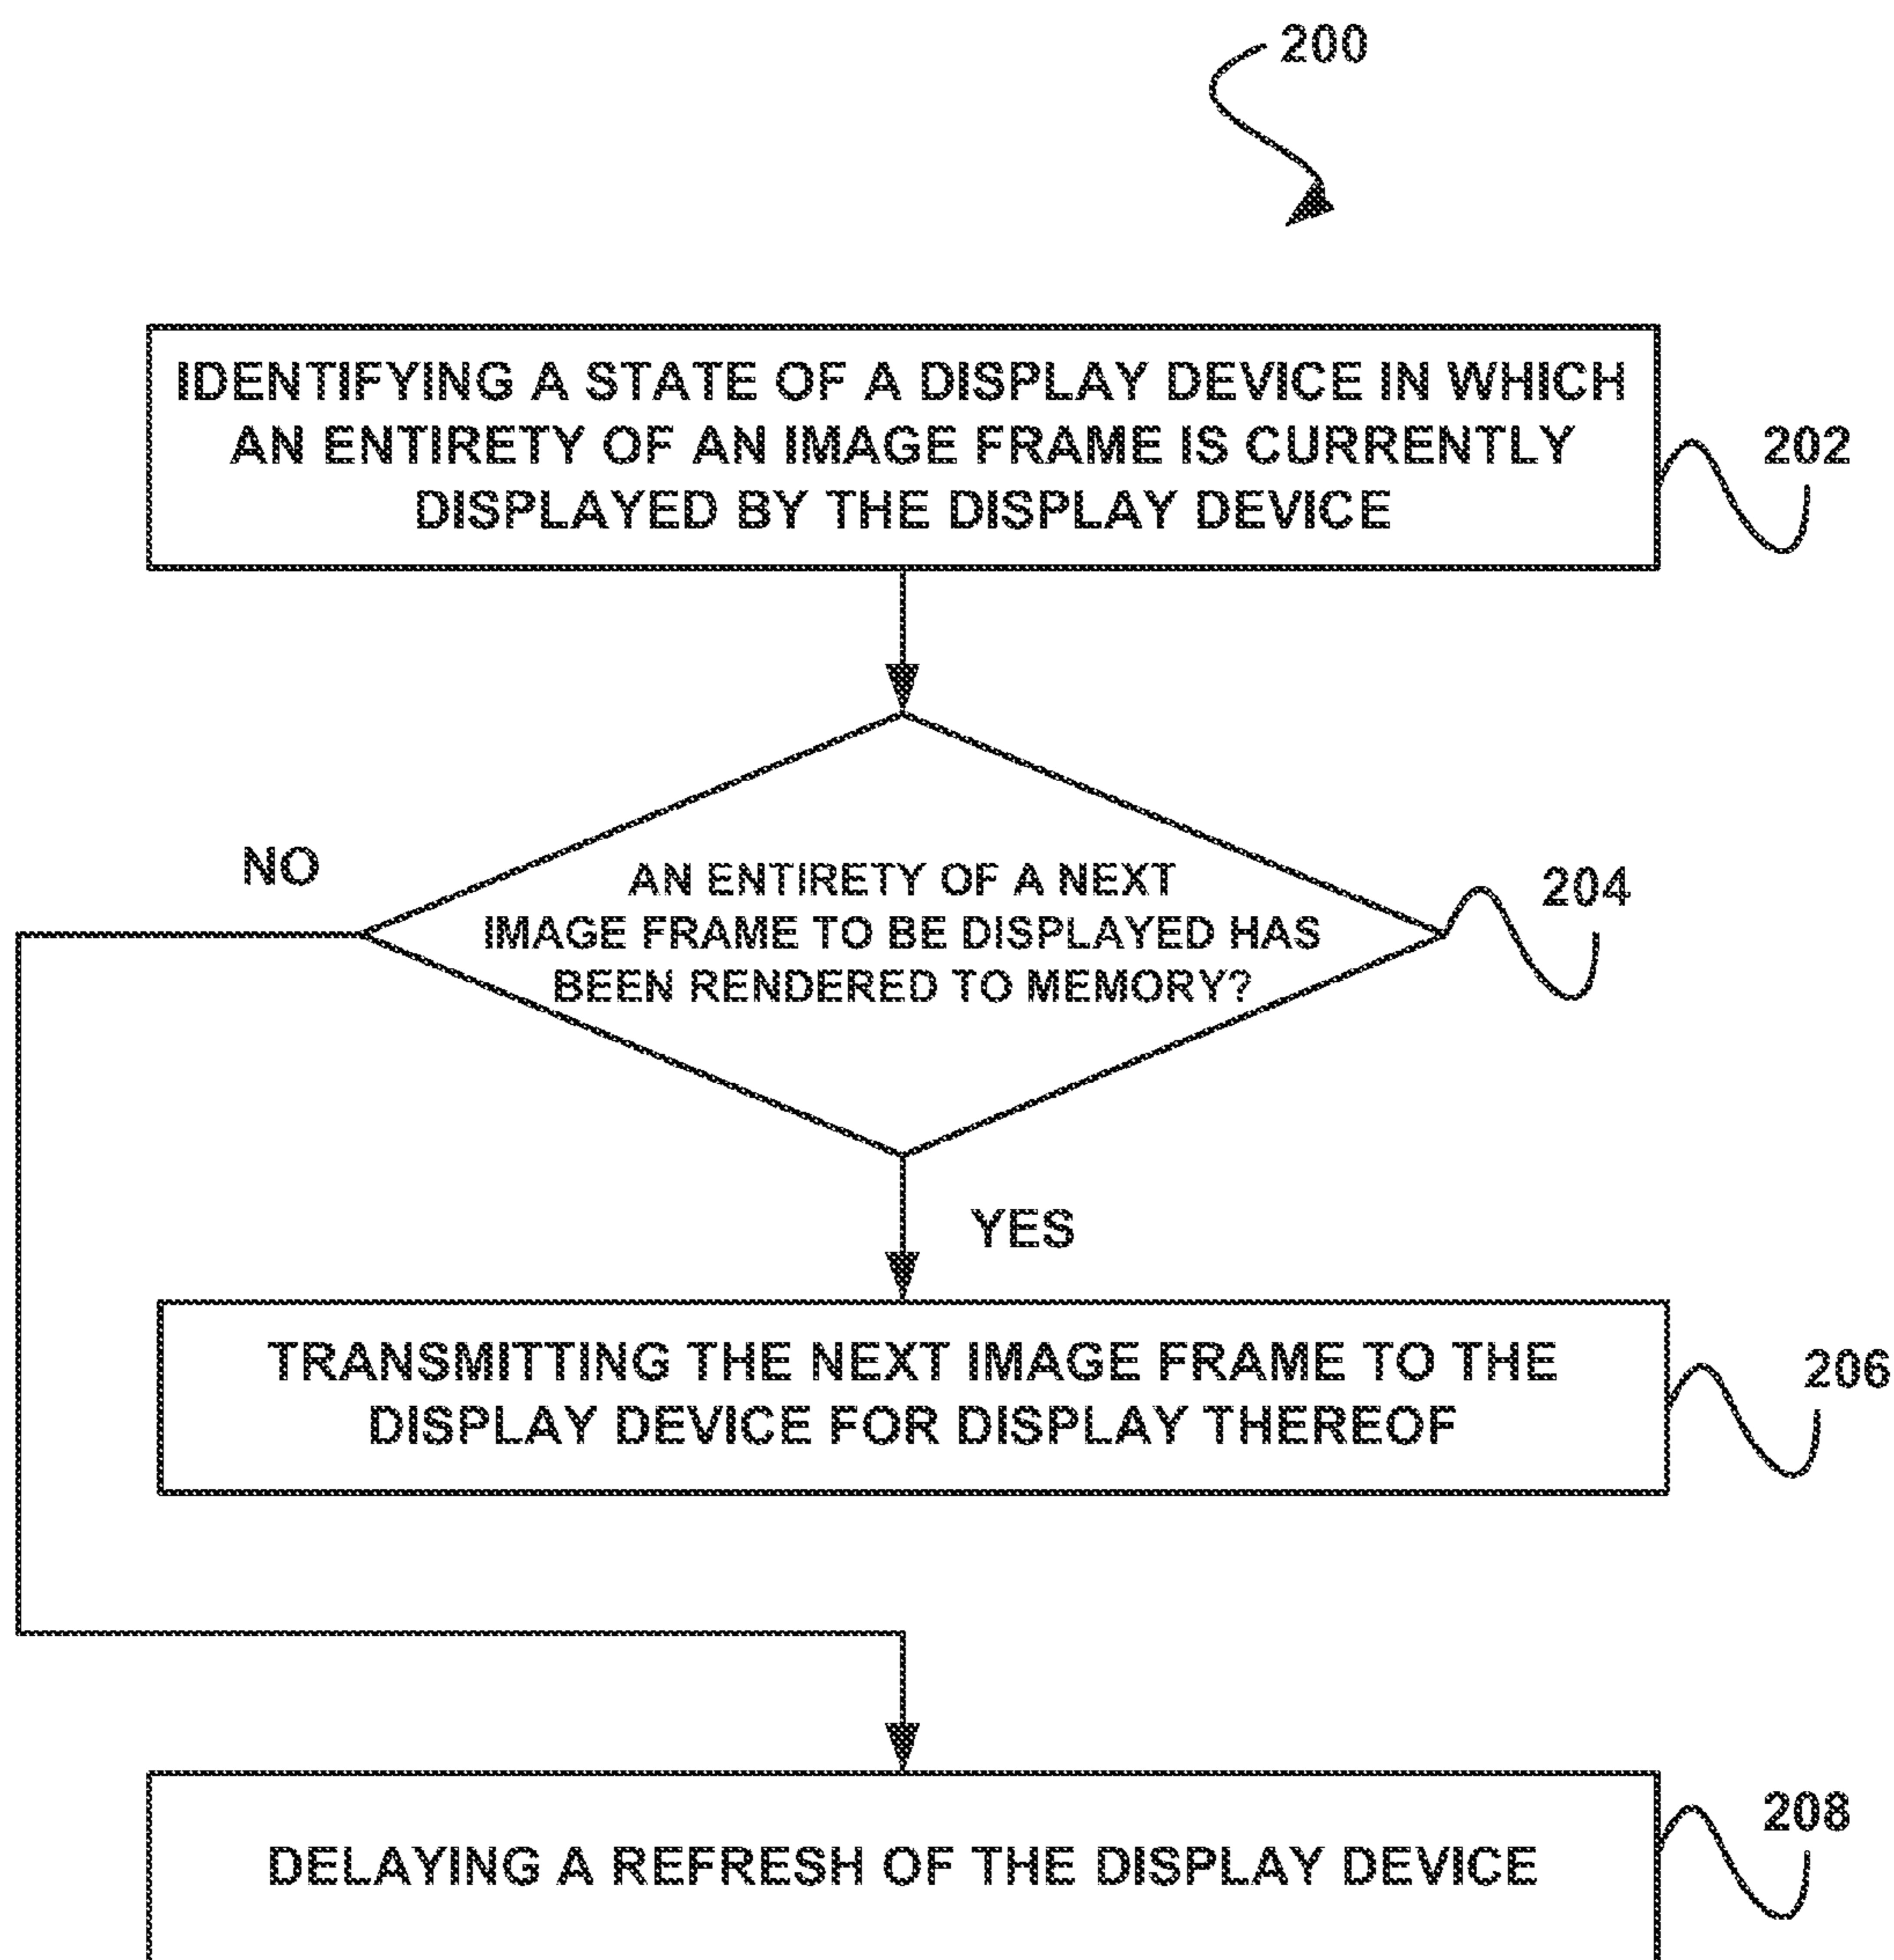 200
IDENTIFYING A STATE OF A DISPLAY DEVICE IN WHICH
AN ENTIRETY OF AN IMAGE FRAME IS CURRENTLY
DISPLAYED BY THE DISPLAY DEVICE
202
NO
AN ENTIRETY OF A NEXT
IMAGE FRAME TO BE DISPLAYED HAS
BEEN RENDERED TO MEMORY?
204
YES
TRANSMITTING THE NEXT IMAGE FRAME TO THE
DISPLAY DEVICE FOR DISPLAY THEREOF
206
DELAYING A REFRESH OF THE DISPLAY DEVICE
208